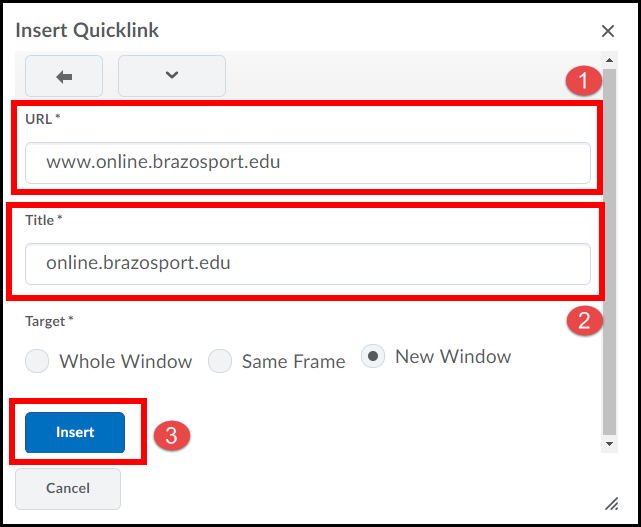 Insert Quicklink
1
URL *
www.online.brazosport.edu
Title *
online.brazosport.edu
Target *
2
Whole Window Same Frame New Window
Insert
3
Cancel